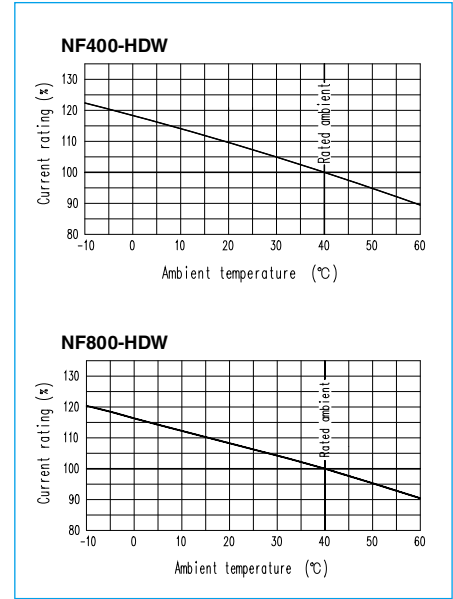 NF400-HDW
130
120
110
100
90
80
Current rating (%)
Rated ambient
-10 0 10 20 30 40 50 60
Ambient temperature (℃)
NF800-HDW
130
120
110
100
90
80
Current rating (%)
Rated ambient
-10 0 10 20 30 40 50 60
Ambient temperature (℃)